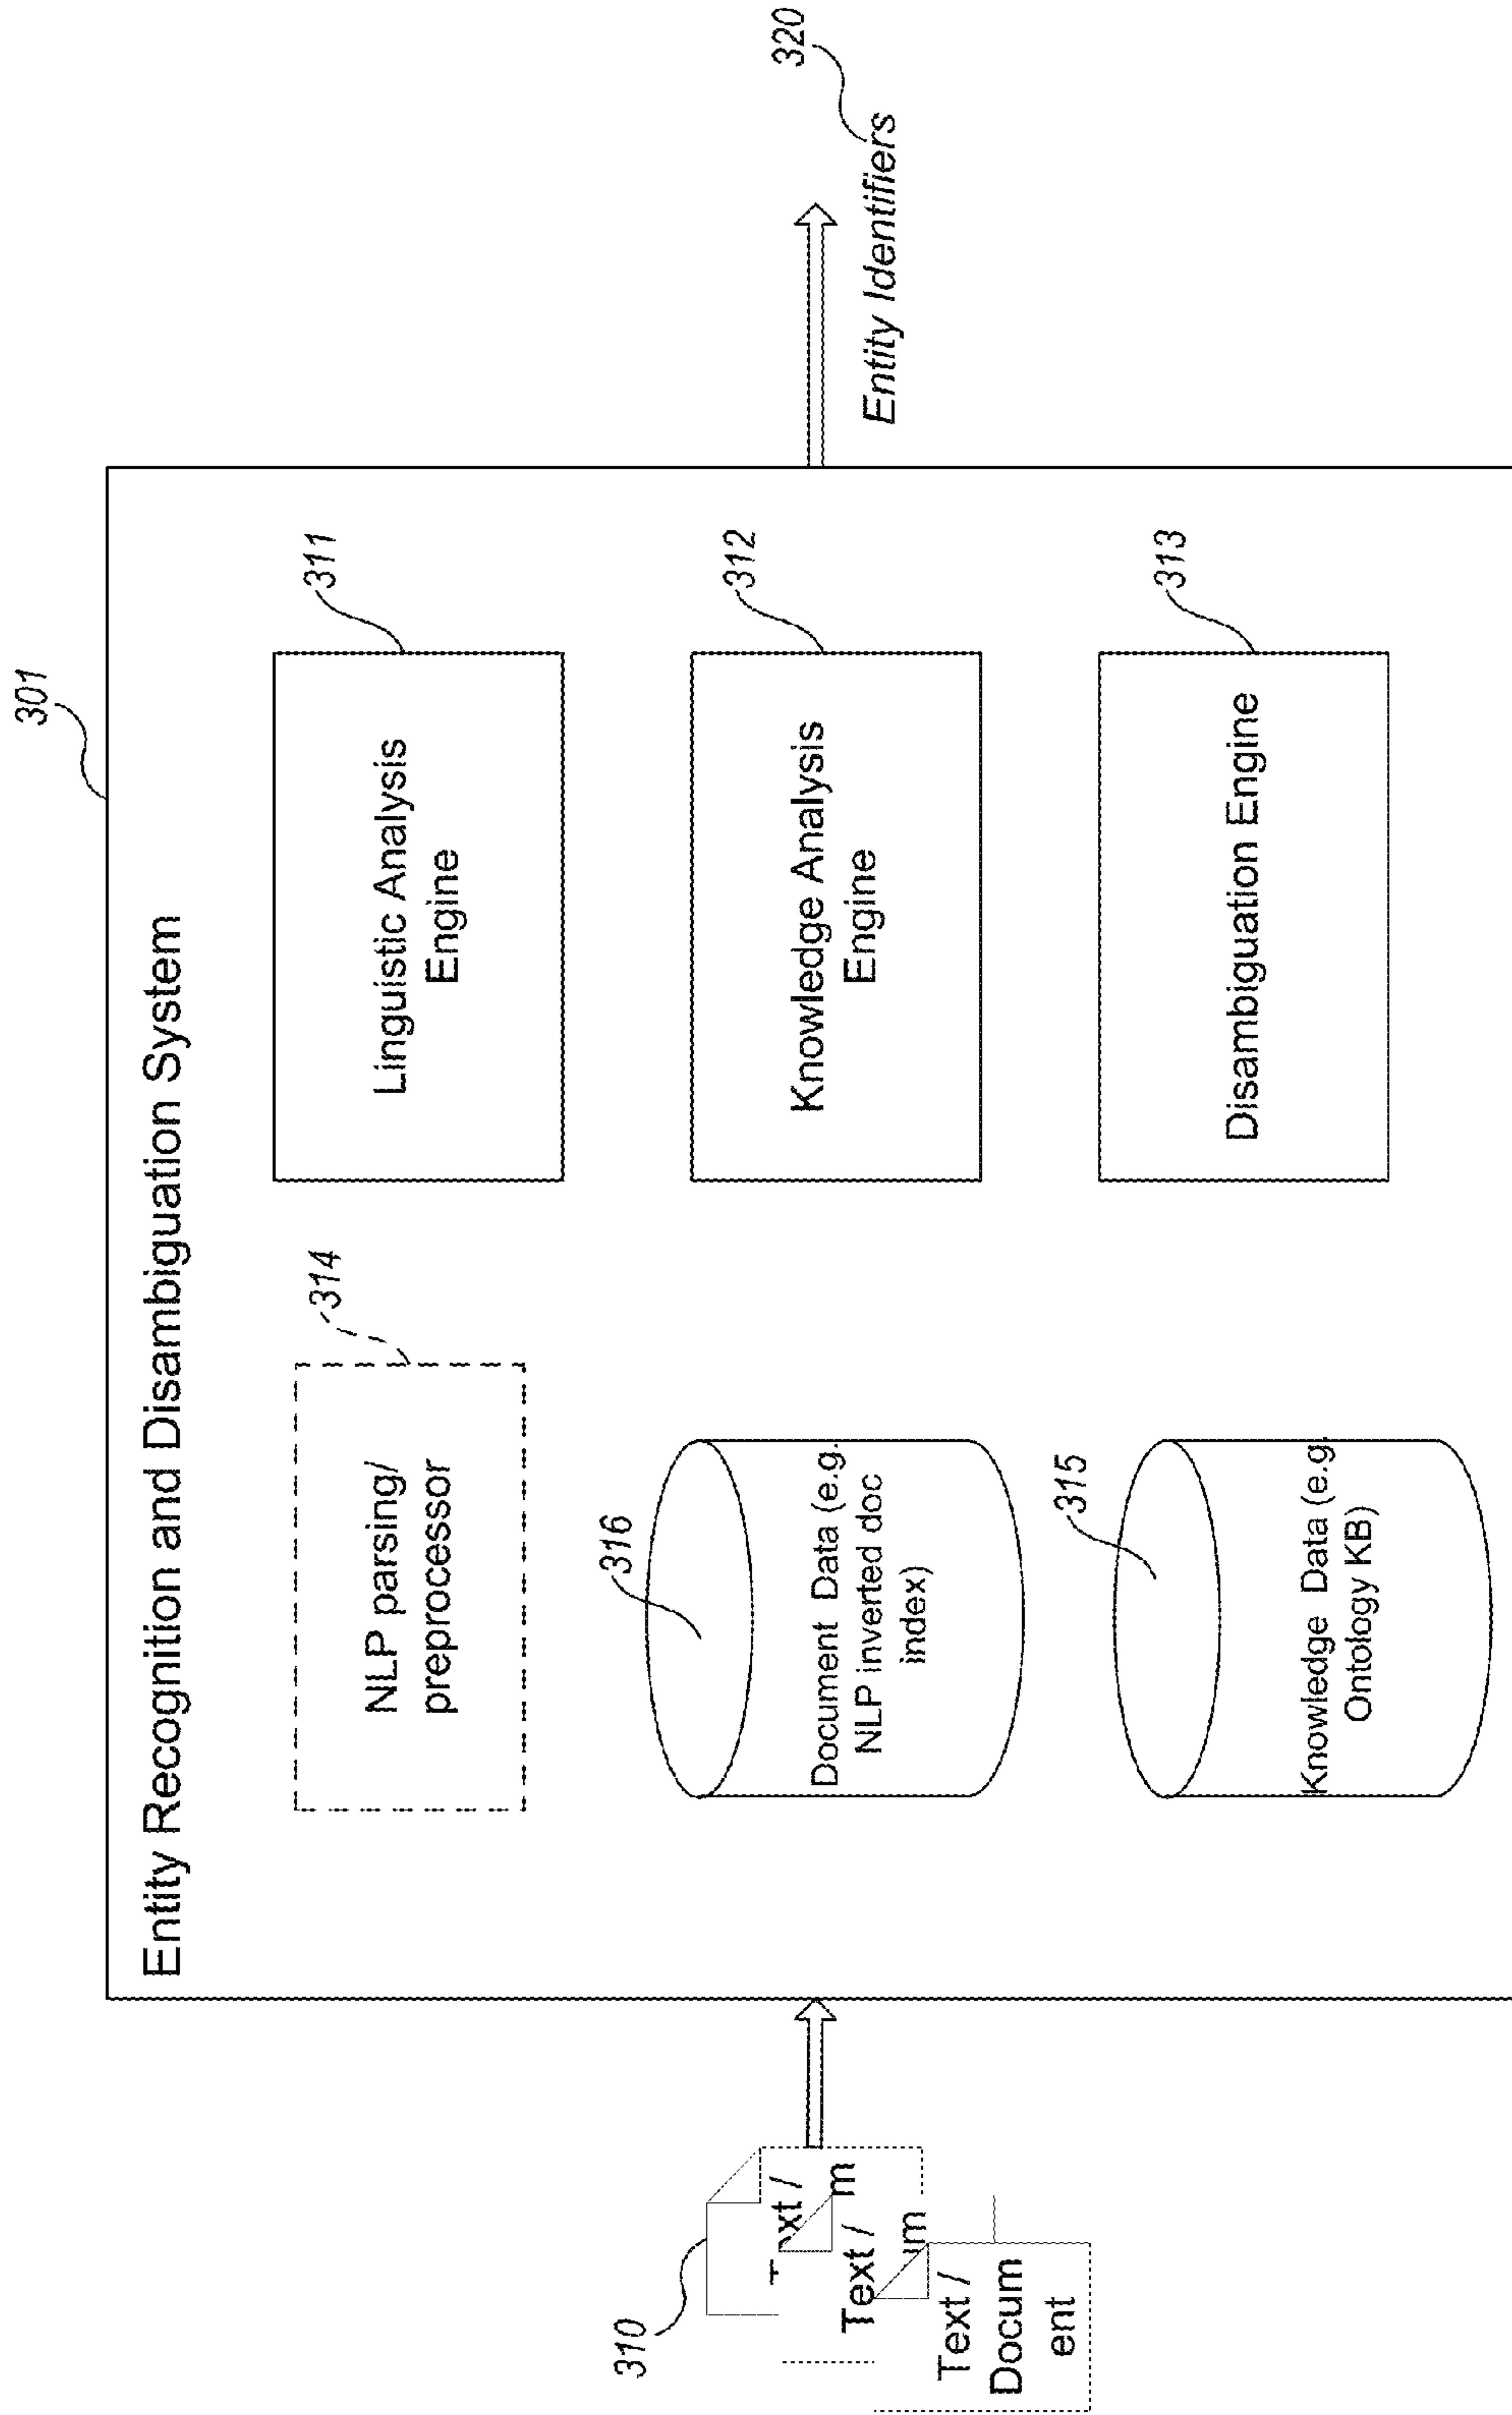 301
Entity Recognition and Disambiguation System
314
NLP parsing/
preprocessor
311
Linguistic Analysis
Engine
310
Text /
Text /
Docum
ent
316
Document Data (e.g.
NLP inverted doc
index)
312
Knowledge Analysis
Engine
320
Entity Identifiers
315
Knowledge Data (e.g.
Ontology KB)
313
Disambiguation Engine